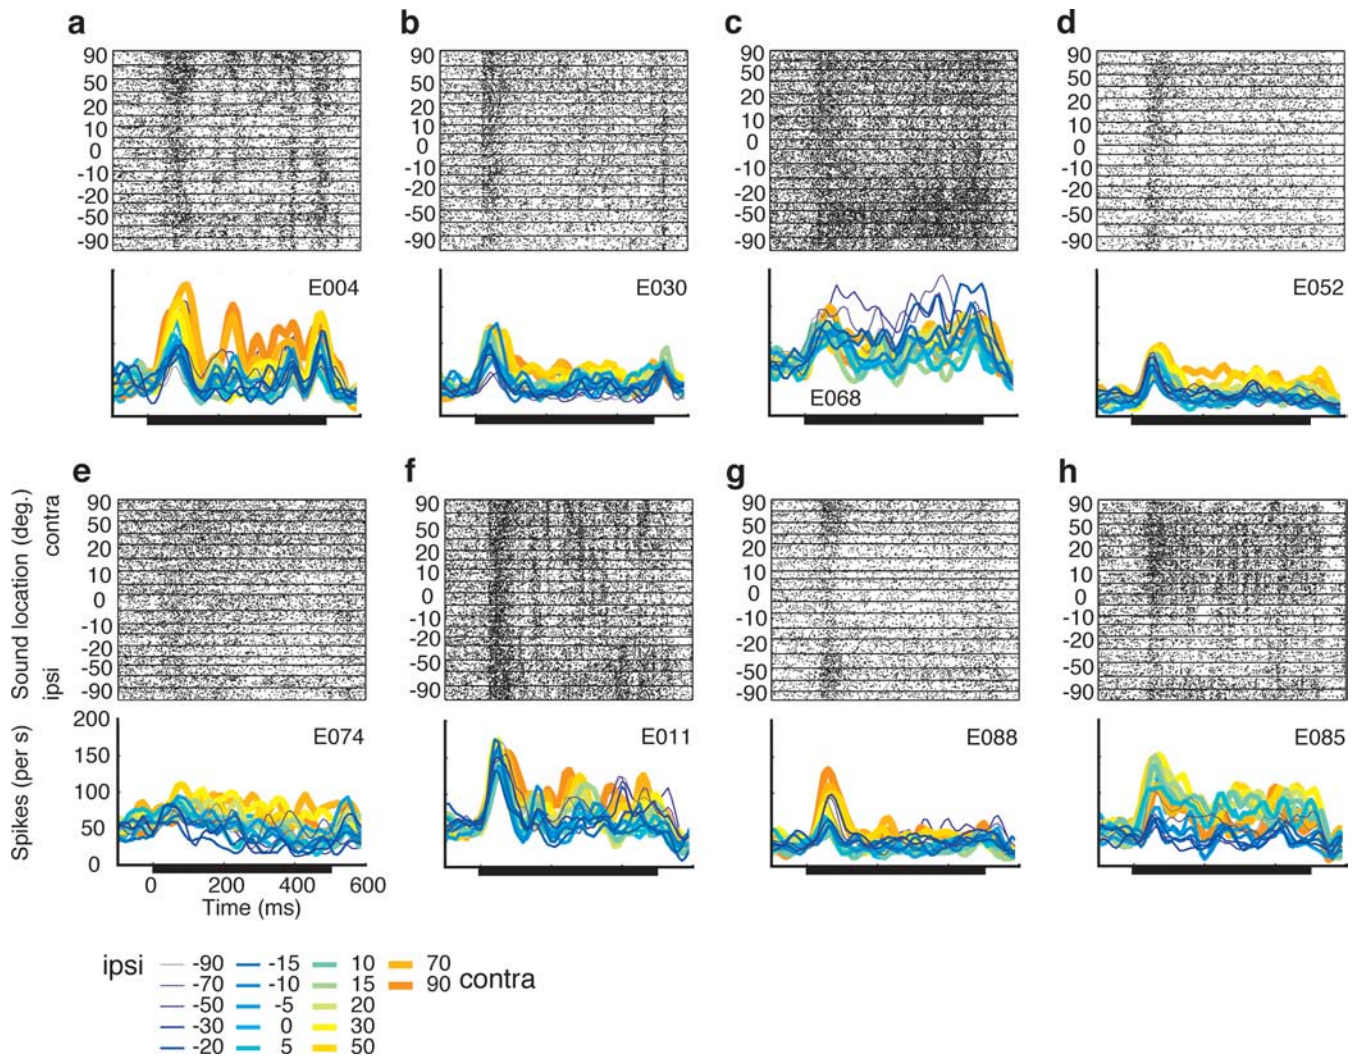 a b c d
90 90 90 90
50 50 50 50
20 20 20 20
10 10 10 10
0 0 0 0
-10 -10 -10 -10
-20 -20 -20 -20
-50 -50 -50 -50
-90 -90 -90 -90
E004 E030 E068 E052
e f g h
Sound location (deg.)
contra
ipsi
90 90 90 90
50 50 50 50
20 20 20 20
10 10 10 10
0 0 0 0
-10 -10 -10 -10
-20 -20 -20 -20
-50 -50 -50 -50
-90 -90 -90 -90
Spikes (per s)
200
150
100
50
0
E074 E011 E088 E085
0 200 400 600
Time (ms)
ipsi -90 -15 10 70
-70 -10 15 90 contra
-50 -5 20
-30 0 30
-20 5 50